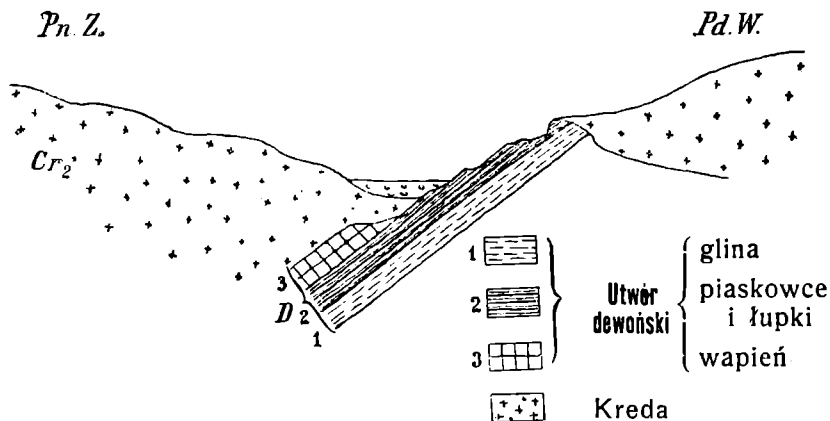 Pn. Z.
Pd. W.
Cr₂
3
D 2
1
1
glina
2
Utwór
dewoński
piaskowce
i łupki
3
wapień
Kreda